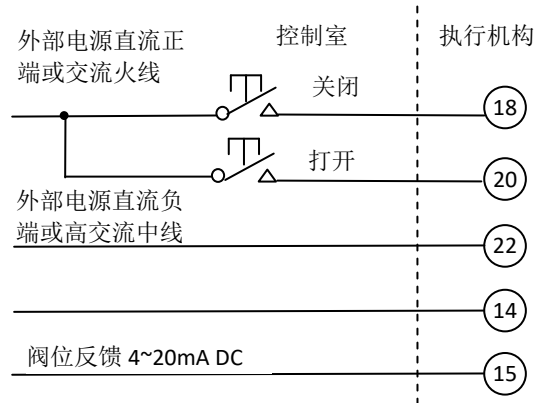 外部电源直流正
端或交流火线
控制室
执行机构
关闭
18
打开
20
外部电源直流负
端或高交流中线
22
14
阀位反馈 4~20mA DC
15